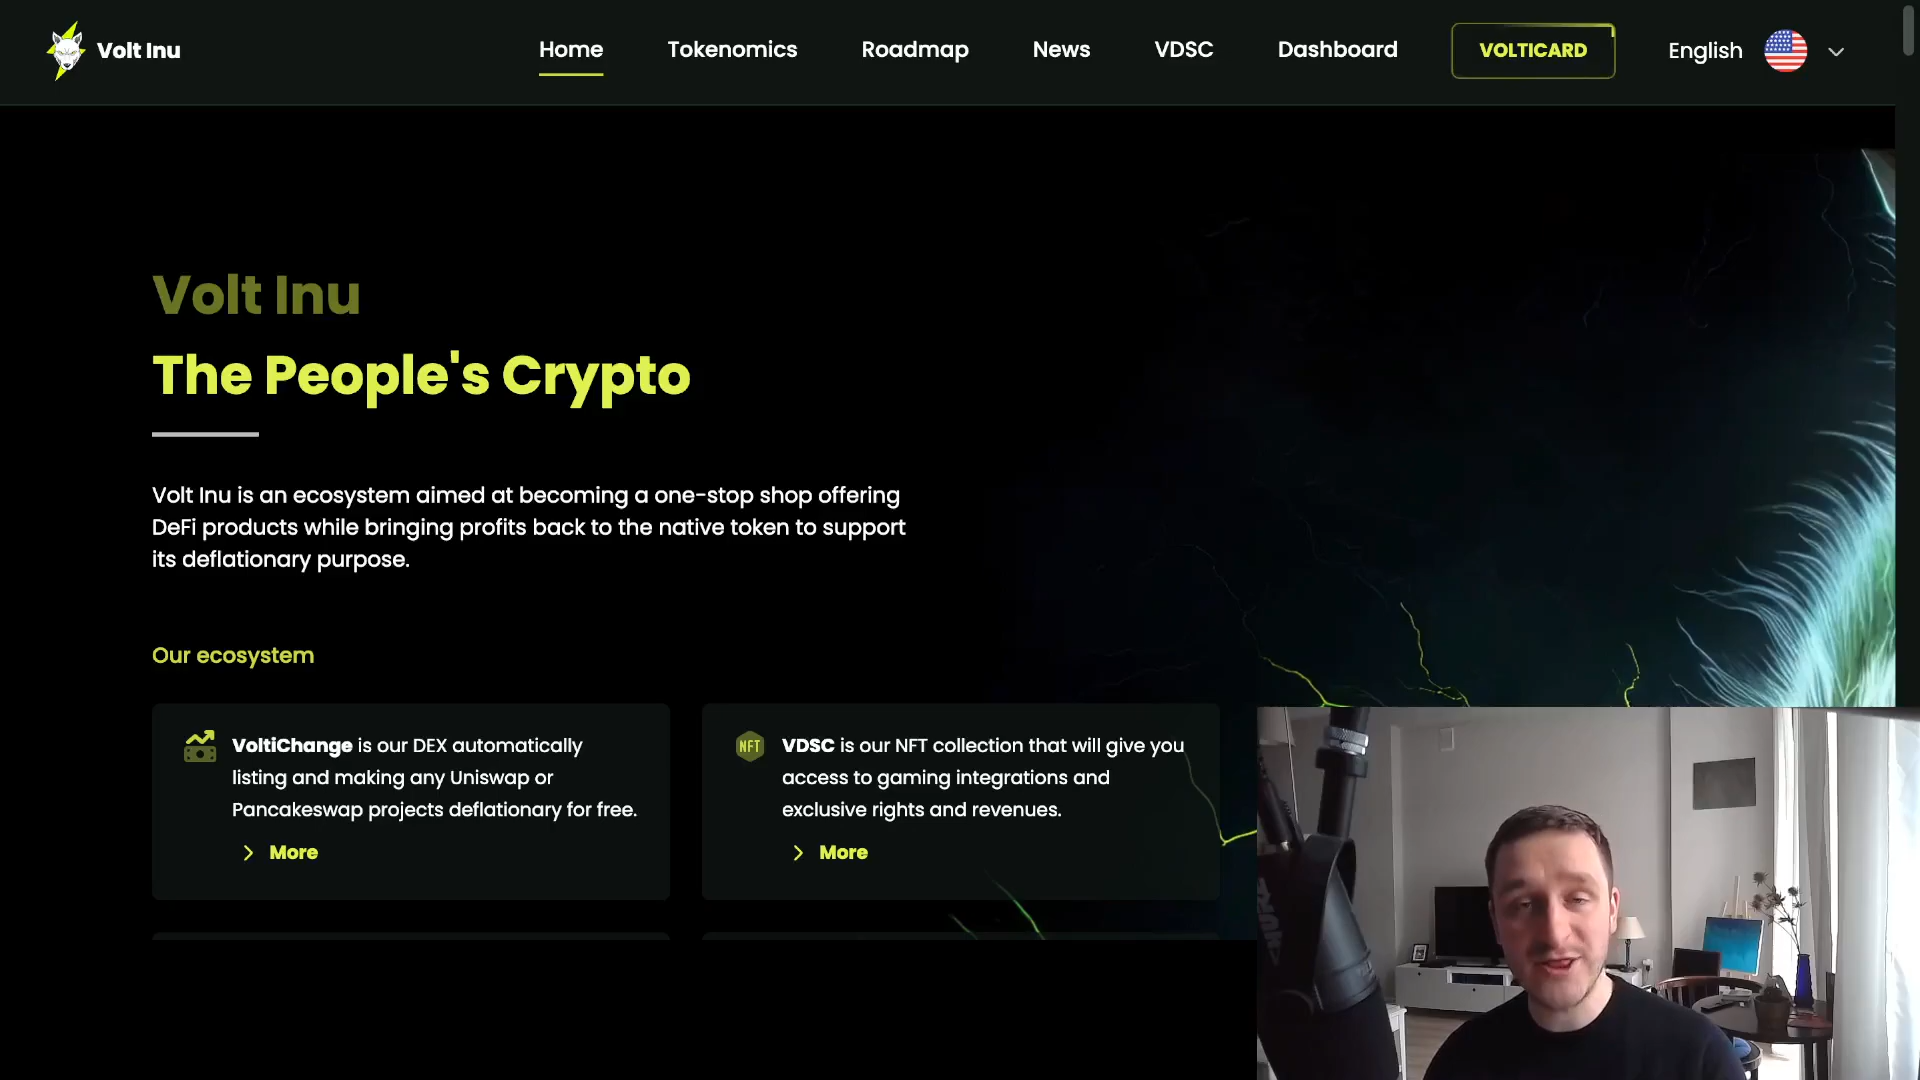 Volt Inu
Home
Tokenomics
Roadmap
News
VDSC
Dashboard
VOLTICARD
English
Volt Inu
The People's Crypto
Volt Inu is an ecosystem aimed at becoming a one-stop shop offering
DeFi products while bringing profits back to the native token to support
its deflationary purpose.
Our ecosystem
VoltiChange is our DEX automatically
listing and making any Uniswap or
Pancakeswap projects deflationary for free.
More
NFT
VDSC is our NFT collection that will give you
access to gaming integrations and
exclusive rights and revenues.
More